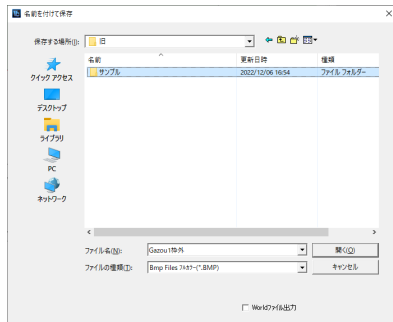 名前を付けて保存
保存する場所(I):
旧
名前
更新日時
種類
サンプル
2022/12/06 16:54
ファイル フォルダー
クイック アクセス
デスクトップ
ライブラリ
PC
ネットワーク
ファイル名(N):
Gazou1枠外
開く(O)
ファイルの種類(T):
Bmp Files フルカラー(*.BMP)
キャンセル
Worldファイル出力